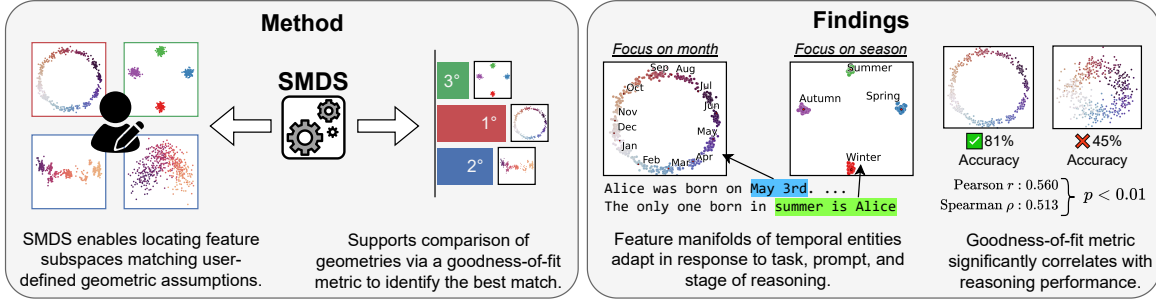 Method
SMDS
3°
1°
2°
SMDS enables locating feature
subspaces matching user-
defined geometric assumptions.
Supports comparison of
geometries via a goodness-of-fit
metric to identify the best match.
Findings
Focus on month
Sep
Aug
Oct
Jul
Jun
Nov
Dec
May
Jan
Feb
Mar
Apr
Focus on season
Summer
Autumn
Spring
Winter
Alice was born on May 3rd. ...
The only one born in summer is Alice
Feature manifolds of temporal entities
adapt in response to task, prompt, and
stage of reasoning.
81%
Accuracy
45%
Accuracy
Pearson r : 0.560
Spearman ρ : 0.513
p < 0.01
Goodness-of-fit metric
significantly correlates with
reasoning performance.